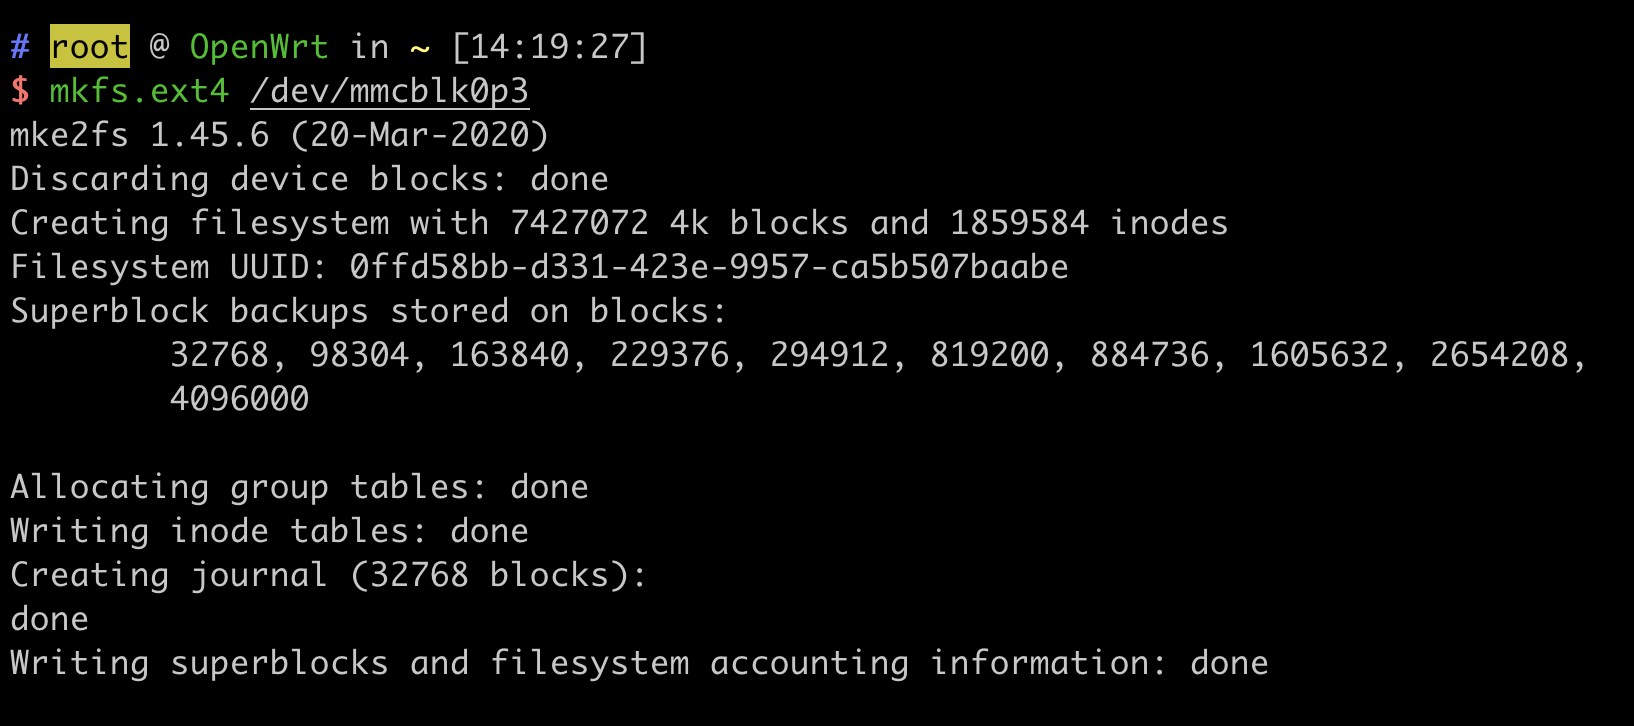 # root @ OpenWrt in ~ [14:19:27]
$ mkfs.ext4 /dev/mmcblk0p3
mke2fs 1.45.6 (20-Mar-2020)
Discarding device blocks: done
Creating filesystem with 7427072 4k blocks and 1859584 inodes
Filesystem UUID: 0ffd58bb-d331-423e-9957-ca5b507baabe
Superblock backups stored on blocks:
32768, 98304, 163840, 229376, 294912, 819200, 884736, 1605632, 2654208,
4096000
Allocating group tables: done
Writing inode tables: done
Creating journal (32768 blocks):
done
Writing superblocks and filesystem accounting information: done